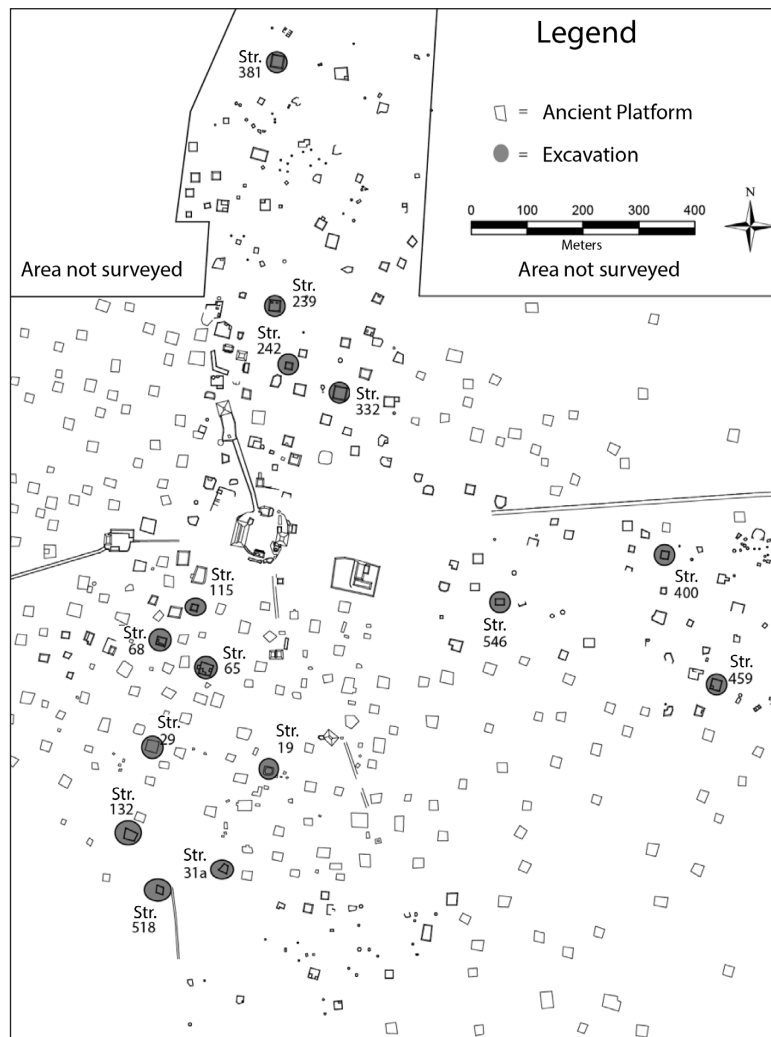 Legend
= Ancient Platform
= Excavation
0 100 200 300 400
Meters
N
Area not surveyed
Area not surveyed
Str.
381
Str.
239
Str.
242
Str.
332
Str.
115
Str.
68
Str.
65
Str.
400
Str.
546
Str.
459
Str.
29
Str.
19
Str.
132
Str.
31a
Str.
518